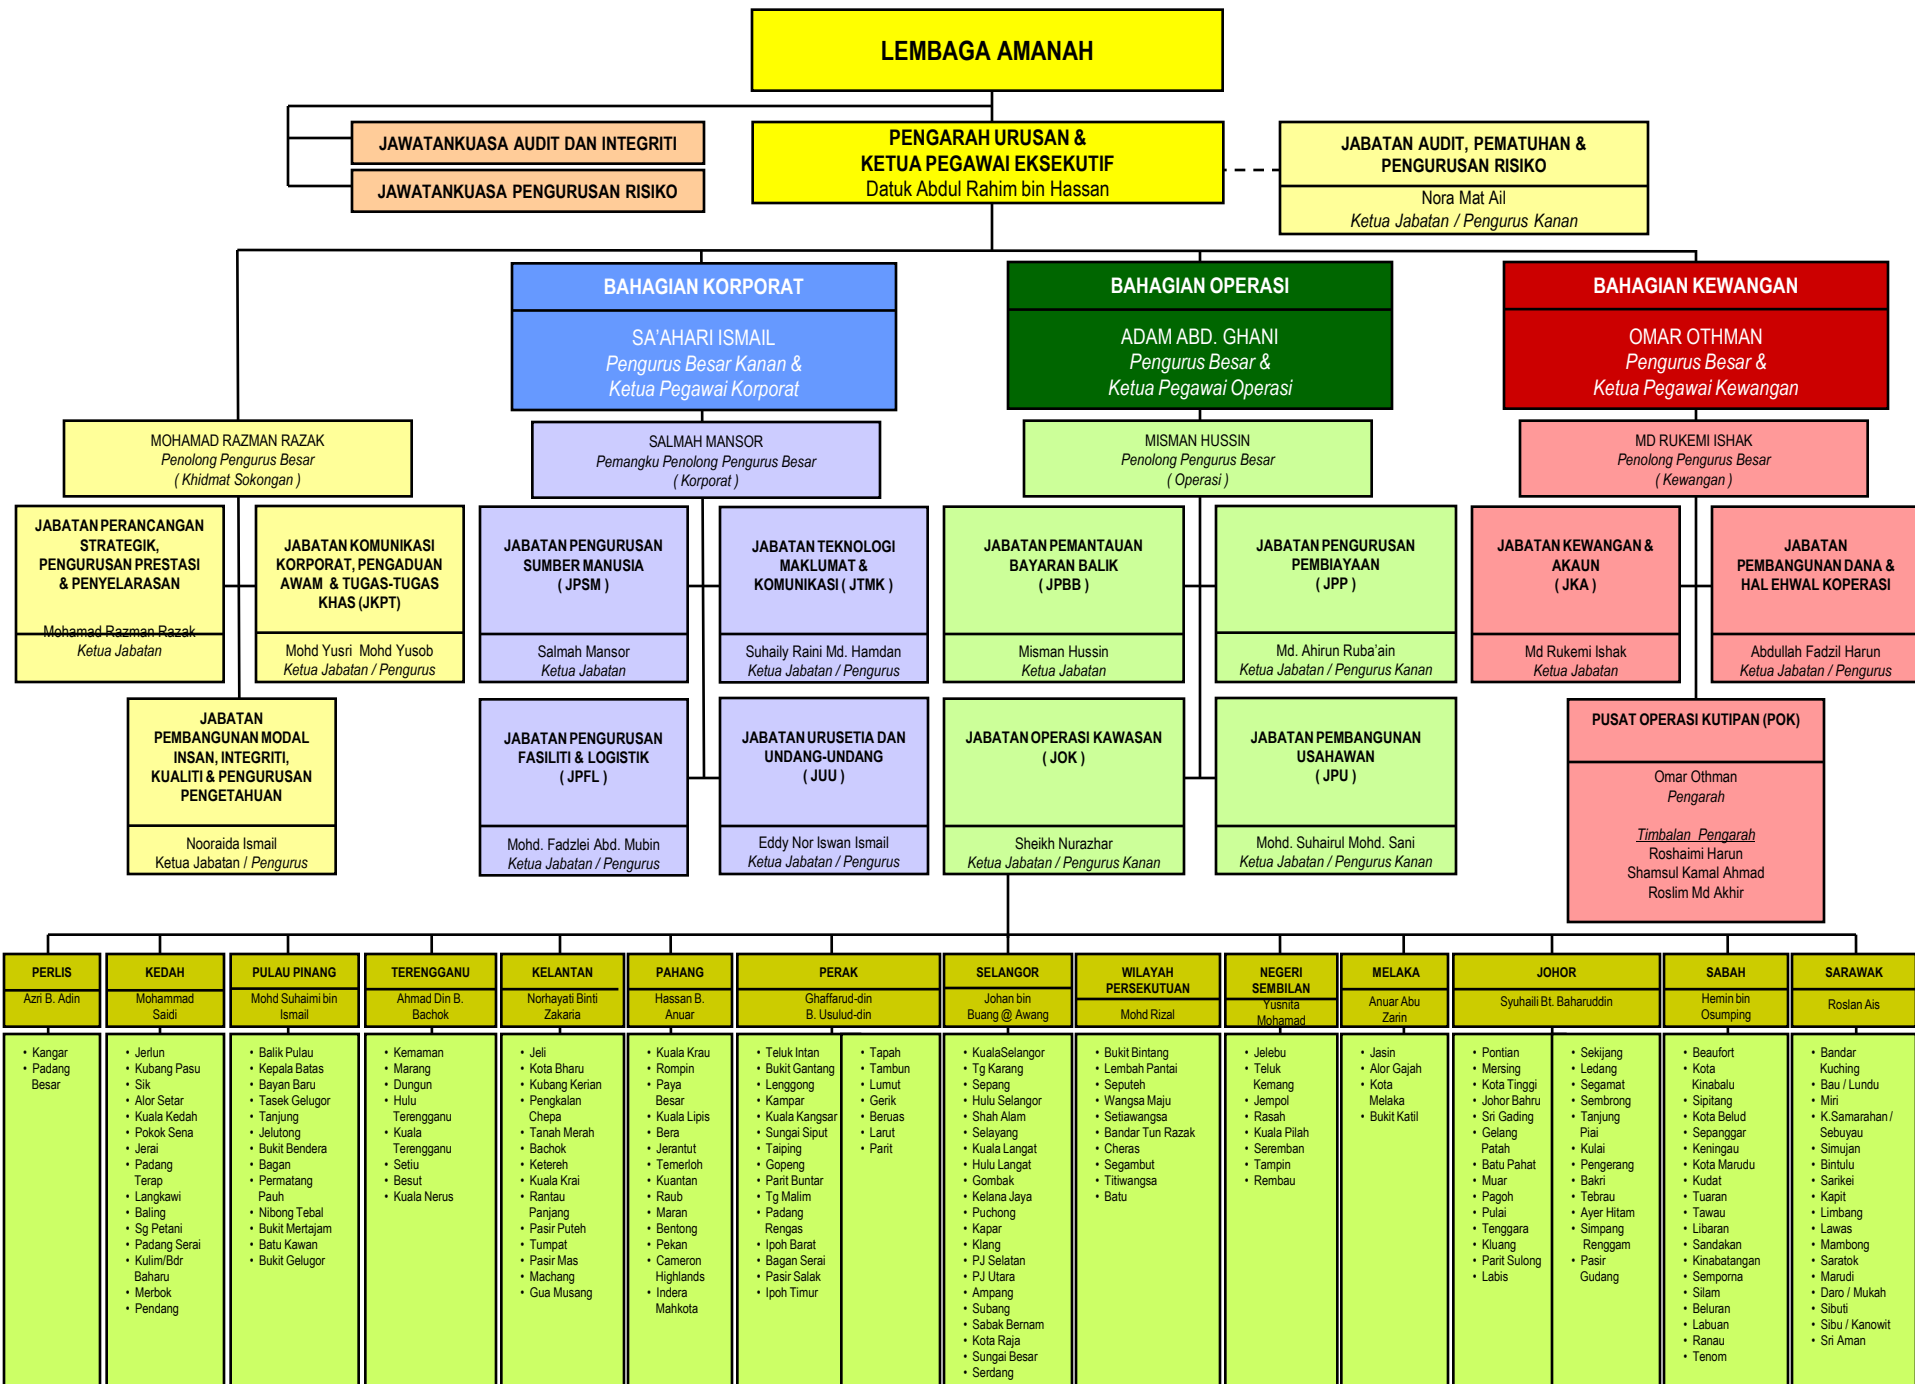 LEMBAGA AMANAH
JAWATANKUASA AUDIT DAN INTEGRITI
JAWATANKUASA PENGURUSAN RISIKO
PENGARAH URUSAN &
KETUA PEGAWAI EKSEKUTIF
Datuk Abdul Rahim bin Hassan
JABATAN AUDIT, PEMATUHAN &
PENGURUSAN RISIKO
Nora Mat Ail
Ketua Jabatan / Pengurus Kanan
BAHAGIAN KORPORAT
SA'AHARI ISMAIL
Pengurus Besar Kanan &
Ketua Pegawai Korporat
BAHAGIAN OPERASI
ADAM ABD. GHANI
Pengurus Besar &
Ketua Pegawai Operasi
BAHAGIAN KEWANGAN
OMAR OTHMAN
Pengurus Besar &
Ketua Pegawai Kewangan
MOHAMAD RAZMAN RAZAK
Penolong Pengurus Besar
( Khidmat Sokongan )
SALMAH MANSOR
Pemangku Penolong Pengurus Besar
( Korporat )
MISMAN HUSSIN
Penolong Pengurus Besar
( Operasi )
MD RUKEMI ISHAK
Penolong Pengurus Besar
( Kewangan )
JABATAN PERANCANGAN
STRATEGIK,
PENGURUSAN PRESTASI
& PENYELARASAN
Mohamad Razman Razak
Ketua Jabatan
JABATAN KOMUNIKASI
KORPORAT, PENGADUAN
AWAM & TUGAS-TUGAS
KHAS (JKPT)
Mohd Yusri Mohd Yusob
Ketua Jabatan / Pengurus
JABATAN PENGURUSAN
SUMBER MANUSIA
( JPSM )
Salmah Mansor
Ketua Jabatan
JABATAN TEKNOLOGI
MAKLUMAT &
KOMUNIKASI ( JTMK )
Suhaily Raini Md. Hamdan
Ketua Jabatan / Pengurus
JABATAN PEMANTAUAN
BAYARAN BALIK
( JPBB )
Misman Hussin
Ketua Jabatan
JABATAN PENGURUSAN
PEMBIAYAAN
( JPP )
Md. Ahirun Ruba'ain
Ketua Jabatan / Pengurus Kanan
JABATAN KEWANGAN &
AKAUN
( JKA )
Md Rukemi Ishak
Ketua Jabatan
JABATAN
PEMBANGUNAN DANA &
HAL EHWAL KOPERASI
Abdullah Fadzil Harun
Ketua Jabatan / Pengurus
JABATAN
PEMBANGUNAN MODAL
INSAN, INTEGRITI,
KUALITI & PENGURUSAN
PENGETAHUAN
Nooraida Ismail
Ketua Jabatan / Pengurus
JABATAN PENGURUSAN
FASILITI & LOGISTIK
( JPFL )
Mohd. Fadzlei Abd. Mubin
Ketua Jabatan / Pengurus
JABATAN URUSETIA DAN
UNDANG-UNDANG
( JUU )
Eddy Nor Iswan Ismail
Ketua Jabatan / Pengurus
JABATAN OPERASI KAWASAN
( JOK )
Sheikh Nurazhar
Ketua Jabatan / Pengurus Kanan
JABATAN PEMBANGUNAN
USAHAWAN
( JPU )
Mohd. Suhairul Mohd. Sani
Ketua Jabatan / Pengurus Kanan
PUSAT OPERASI KUTIPAN (POK)
Omar Othman
Pengarah
Timbalan Pengarah
Roshaimi Harun
Shamsul Kamal Ahmad
Roslim Md Akhir
PERLIS
Azri B. Adin
• Kangar
• Padang
Besar
KEDAH
Mohammad
Saidi
• Jerlun
• Kubang Pasu
• Sik
• Alor Setar
• Kuala Kedah
• Pokok Sena
• Jerai
• Padang
Terap
• Langkawi
• Baling
• Sg Petani
• Padang Serai
• Kulim/Bdr
Baharu
• Merbok
• Pendang
PULAU PINANG
Mohd Suhaimi bin
Ismail
• Balik Pulau
• Kepala Batas
• Bayan Baru
• Tasek Gelugor
• Tanjung
• Jelutong
• Bukit Bendera
• Bagan
• Permatang
Pauh
• Nibong Tebal
• Bukit Mertajam
• Batu Kawan
• Bukit Gelugor
TERENGGANU
Ahmad Din B.
Bachok
• Kemaman
• Marang
• Dungun
• Hulu
Terengganu
• Kuala
Terengganu
• Setiu
• Besut
• Kuala Nerus
KELANTAN
Norhayati Binti
Zakaria
• Jeli
• Kota Bharu
• Kubang Kerian
• Pengkalan
Chepa
• Tanah Merah
• Bachok
• Ketereh
• Kuala Krai
• Rantau
Panjang
• Pasir Puteh
• Tumpat
• Pasir Mas
• Machang
• Gua Musang
PAHANG
Hassan B.
Anuar
• Kuala Krau
• Rompin
• Paya
Besar
• Kuala Lipis
• Bera
• Jerantut
• Temerloh
• Kuantan
• Raub
• Maran
• Bentong
• Pekan
• Cameron
Highlands
• Indera
Mahkota
PERAK
Ghaffarud-din
B. Usulud-din
• Teluk Intan
• Bukit Gantang
• Lenggong
• Kampar
• Kuala Kangsar
• Sungai Siput
• Taiping
• Gopeng
• Parit Buntar
• Tg Malim
• Padang
Rengas
• Ipoh Barat
• Bagan Serai
• Pasir Salak
• Ipoh Timur
• Tapah
• Tambun
• Lumut
• Gerik
• Beruas
• Larut
• Parit
SELANGOR
Johan bin
Buang @ Awang
• KualaSelangor
• Tg Karang
• Sepang
• Hulu Selangor
• Shah Alam
• Selayang
• Kuala Langat
• Hulu Langat
• Gombak
• Kelana Jaya
• Puchong
• Kapar
• Klang
• PJ Selatan
• PJ Utara
• Ampang
• Subang
• Sabak Bernam
• Kota Raja
• Sungai Besar
• Serdang
WILAYAH
PERSEKUTUAN
Mohd Rizal
• Bukit Bintang
• Lembah Pantai
• Seputeh
• Wangsa Maju
• Setiawangsa
• Bandar Tun Razak
• Cheras
• Segambut
• Titiwangsa
• Batu
NEGERI
SEMBILAN
Yusnita
Mohamad
• Jelebu
• Teluk
Kemang
• Jempol
• Rasah
• Kuala Pilah
• Seremban
• Tampin
• Rembau
MELAKA
Anuar Abu
Zarin
• Jasin
• Alor Gajah
• Kota
Melaka
• Bukit Katil
JOHOR
Syuhaili Bt. Baharuddin
• Pontian
• Mersing
• Kota Tinggi
• Johor Bahru
• Sri Gading
• Gelang
Patah
• Batu Pahat
• Muar
• Pagoh
• Pulai
• Tenggara
• Kluang
• Parit Sulong
• Labis
• Sekijang
• Ledang
• Segamat
• Sembrong
• Tanjung
Piai
• Kulai
• Pengerang
• Bakri
• Tebrau
• Ayer Hitam
• Simpang
Renggam
• Pasir
Gudang
SABAH
Hemin bin
Osumping
• Beaufort
• Kota
Kinabalu
• Sipitang
• Kota Belud
• Sepanggar
• Keningau
• Kota Marudu
• Kudat
• Tuaran
• Tawau
• Libaran
• Sandakan
• Kinabatangan
• Semporna
• Silam
• Beluran
• Labuan
• Ranau
• Tenom
SARAWAK
Roslan Ais
• Bandar
Kuching
• Bau / Lundu
• Miri
• K.Samarahan /
Sebuyau
• Simujan
• Bintulu
• Sarikei
• Kapit
• Limbang
• Lawas
• Mambong
• Saratok
• Marudi
• Daro / Mukah
• Sibuti
• Sibu / Kanowit
• Sri Aman